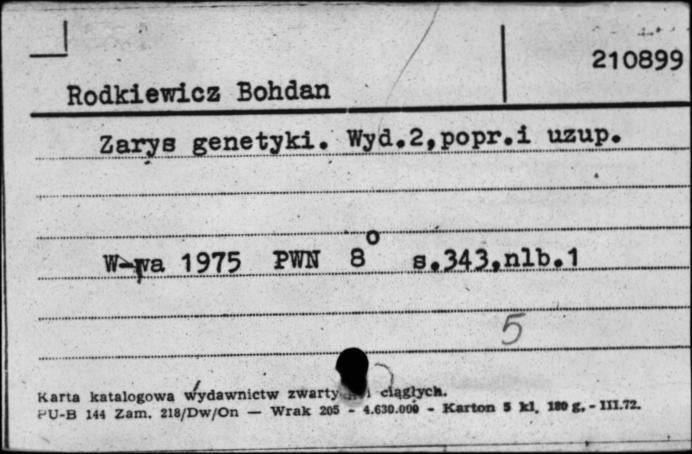 210899
Rodkiewicz Bohdan
Zarys genetyki. Wyd.2,popr.i uzup.
W-wa 1975 PWN 8° s.343,nlb.1
5
Karta katalogowa wydawnictw zwartych i ciągłych.
PU-B 144 Zam. 218/Dw/On — Wrak 205 - 4.630.000 - Karton 5 kl. 180 g. - III.72.